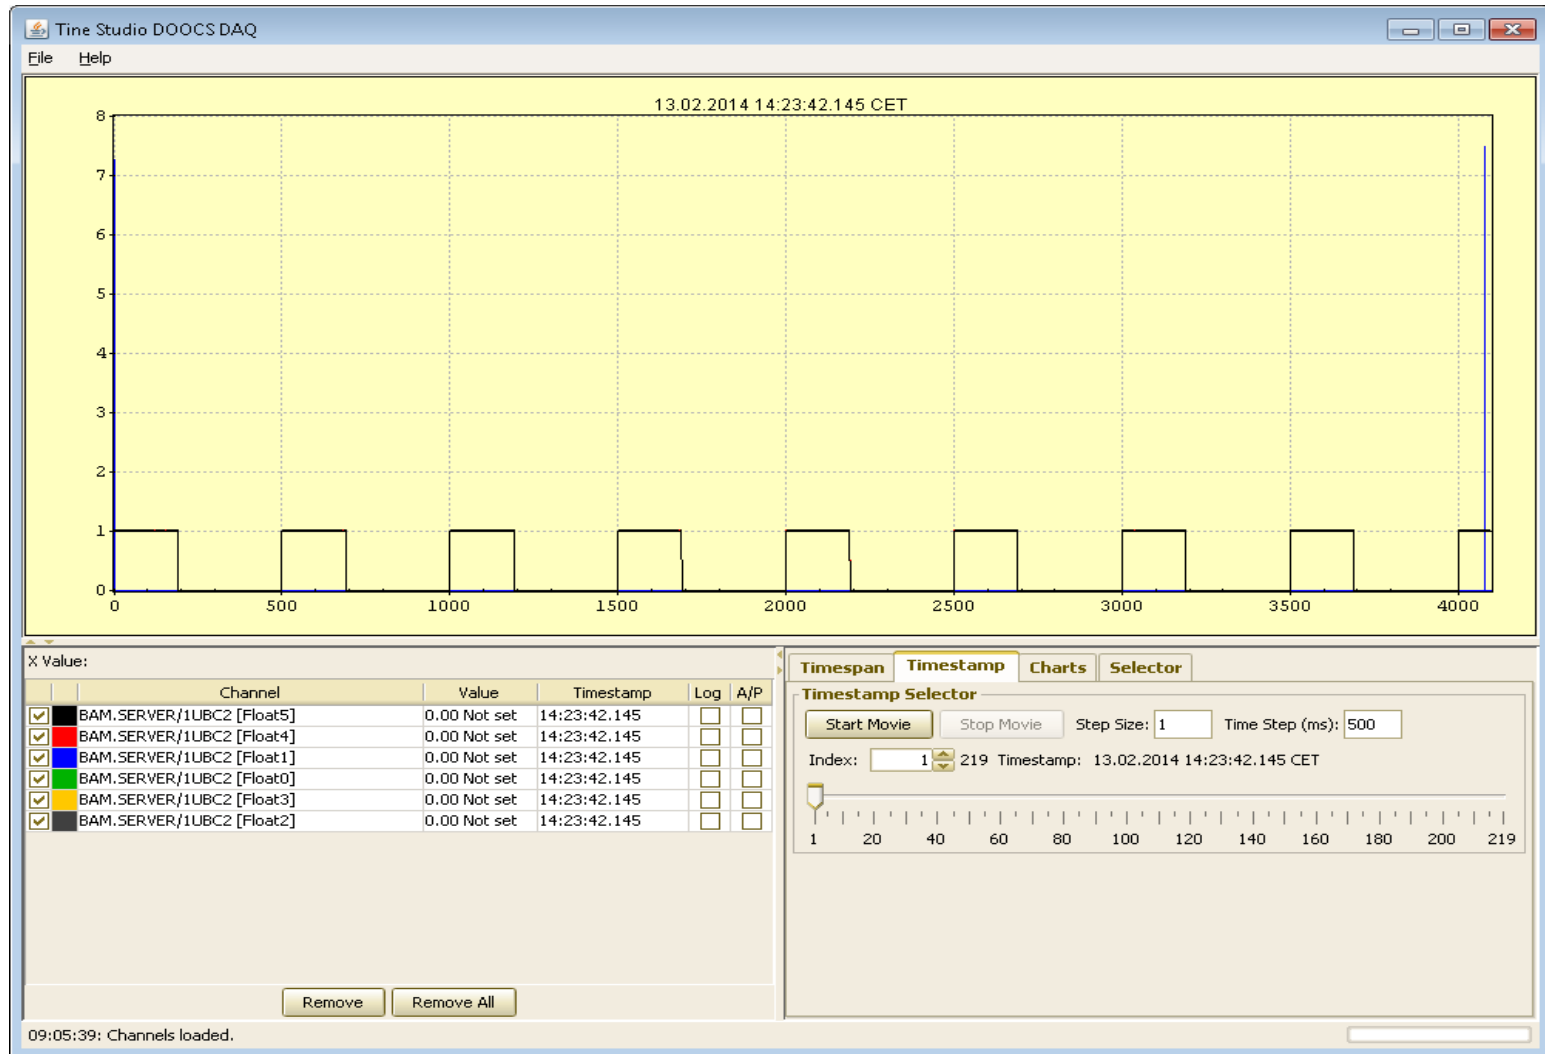 Tine Studio DOOCS DAQ
File Help
13.02.2014 14:23:42.145 CET
8
7
6
5
4
3
2
1
0
0 500 1000 1500 2000 2500 3000 3500 4000
X Value:
Channel Value Timestamp Log A/P
BAM.SERVER/1UBC2 [Float5] 0.00 Not set 14:23:42.145
BAM.SERVER/1UBC2 [Float4] 0.00 Not set 14:23:42.145
BAM.SERVER/1UBC2 [Float1] 0.00 Not set 14:23:42.145
BAM.SERVER/1UBC2 [Float0] 0.00 Not set 14:23:42.145
BAM.SERVER/1UBC2 [Float3] 0.00 Not set 14:23:42.145
BAM.SERVER/1UBC2 [Float2] 0.00 Not set 14:23:42.145
Remove Remove All
Timespan Timestamp Charts Selector
Timestamp Selector
Start Movie Stop Movie Step Size: 1 Time Step (ms): 500
Index: 1 219 Timestamp: 13.02.2014 14:23:42.145 CET
1 20 40 60 80 100 120 140 160 180 200 219
09:05:39: Channels loaded.